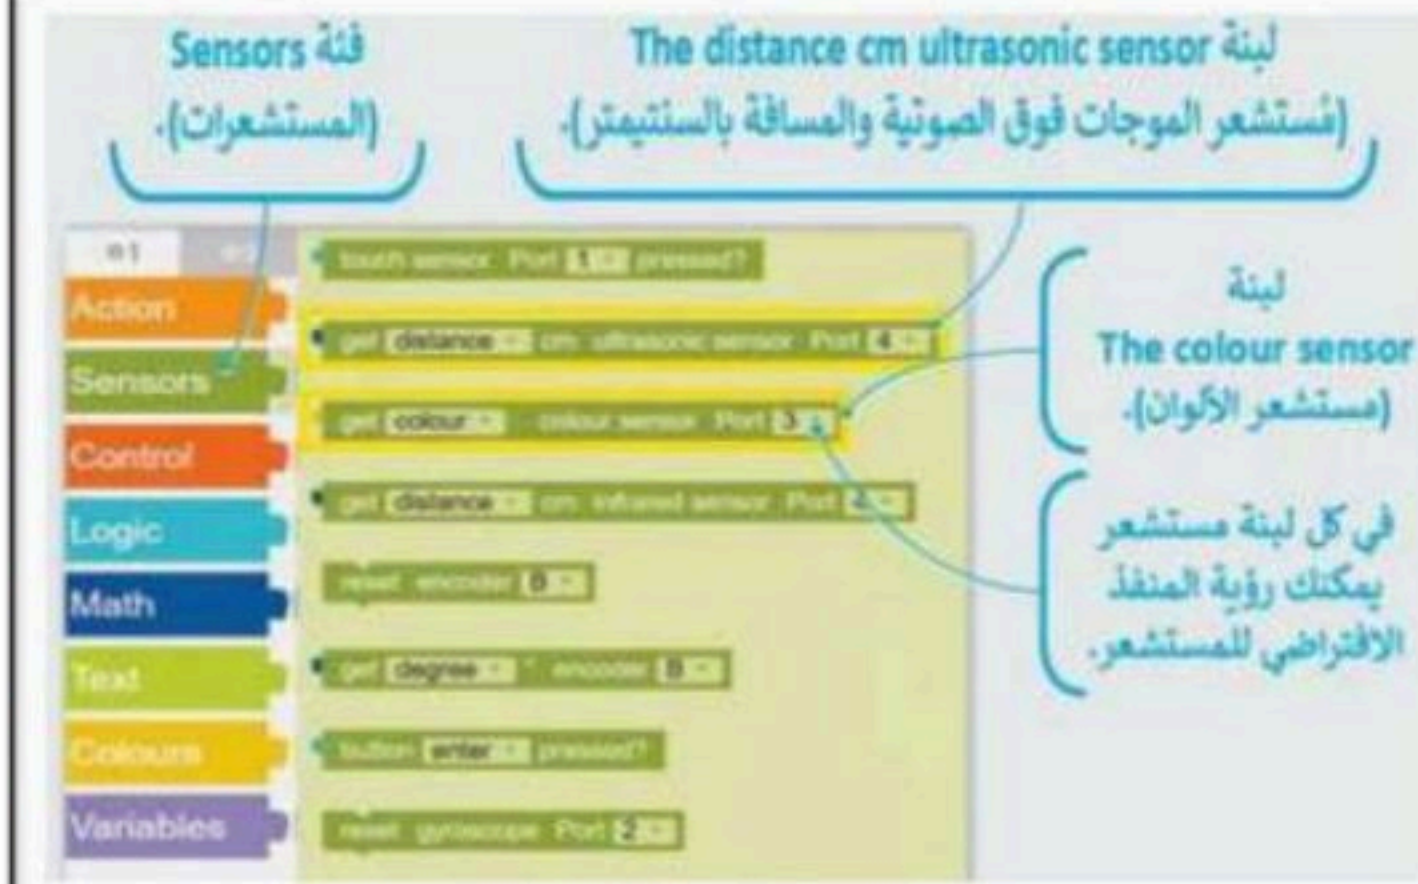 فئة Sensors
(المستشعرات).
لبنة The distance cm ultrasonic sensor
(مُستشعر الموجات فوق الصوتية والمسافة بالسنتيمتر).
لبنة
The colour sensor
(مستشعر الألوان).
في كل لبنة مستشعر
يمكنك رؤية المنفذ
الافتراضي للمستشعر.
Action
Sensors
Control
Logic
Math
Text
Colours
Variables
touch sensor Port 1 pressed?
get distance cm ultrasonic sensor Port 4
get colour colour sensor Port 3
get distance cm infrared sensor Port 4
reset encoder B
get degree ° encoder B
button enter pressed?
reset gyroscope Port 2